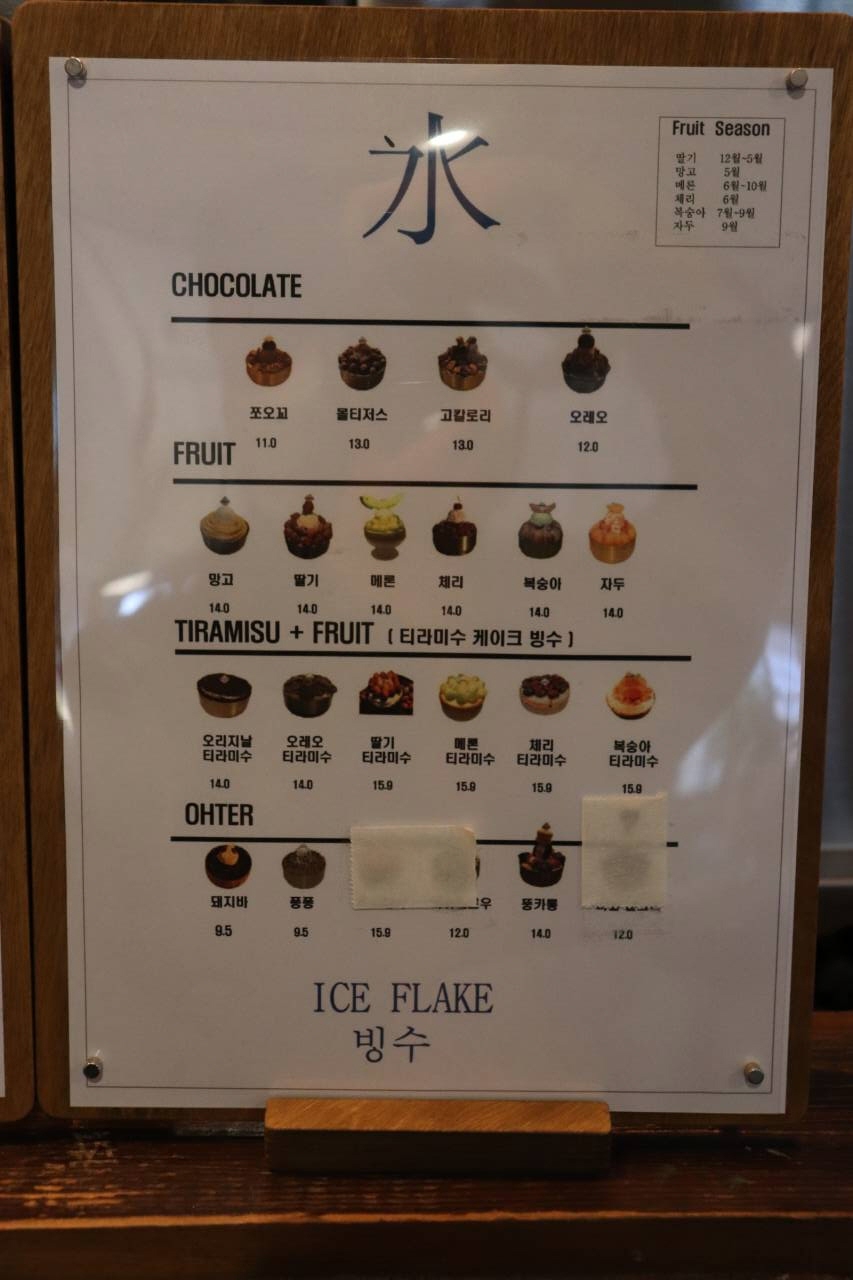 氷
Fruit Season
딸기 12월~5월
망고 5월
메론 6월~10월
체리 6월
복숭아 7월~9월
자두 9월
CHOCOLATE
쪼오꼬 몰티저스 고칼로리 오레오
11.0 13.0 13.0 12.0
FRUIT
망고 딸기 메론 체리 복숭아 자두
14.0 14.0 14.0 14.0 14.0 14.0
TIRAMISU + FRUIT ( 티라미수 케이크 빙수 )
오리지날 오레오 딸기 메론 체리 복숭아
티라미수 티라미수 티라미수 티라미수 티라미수 티라미수
14.0 14.0 15.9 15.9 15.9 15.9
OHTER
돼지바 퐁퐁 뚱카롱
9.5 9.5 15.9 12.0 14.0 12.0
ICE FLAKE
빙수